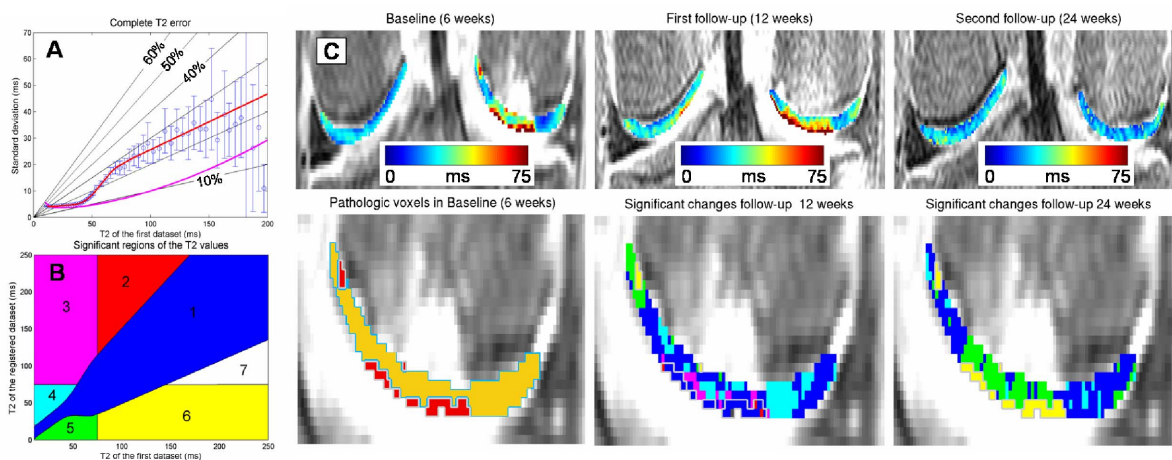 Complete T2 error
A
60%
50%
40%
10%
Standard deviation (ms)
70
60
50
40
30
20
10
0
0
50
100
150
200
T2 of the first dataset (ms)
Significant regions of the T2 values
B
T2 of the registered dataset (ms)
250
200
150
100
50
0
3
2
1
7
4
5
6
50
100
150
200
250
T2 of the first dataset (ms)
C
Baseline (6 weeks)
0 ms 75
First follow-up (12 weeks)
0 ms 75
Second follow-up (24 weeks)
0 ms 75
Pathologic voxels in Baseline (6 weeks)
Significant changes follow-up 12 weeks
Significant changes follow-up 24 weeks